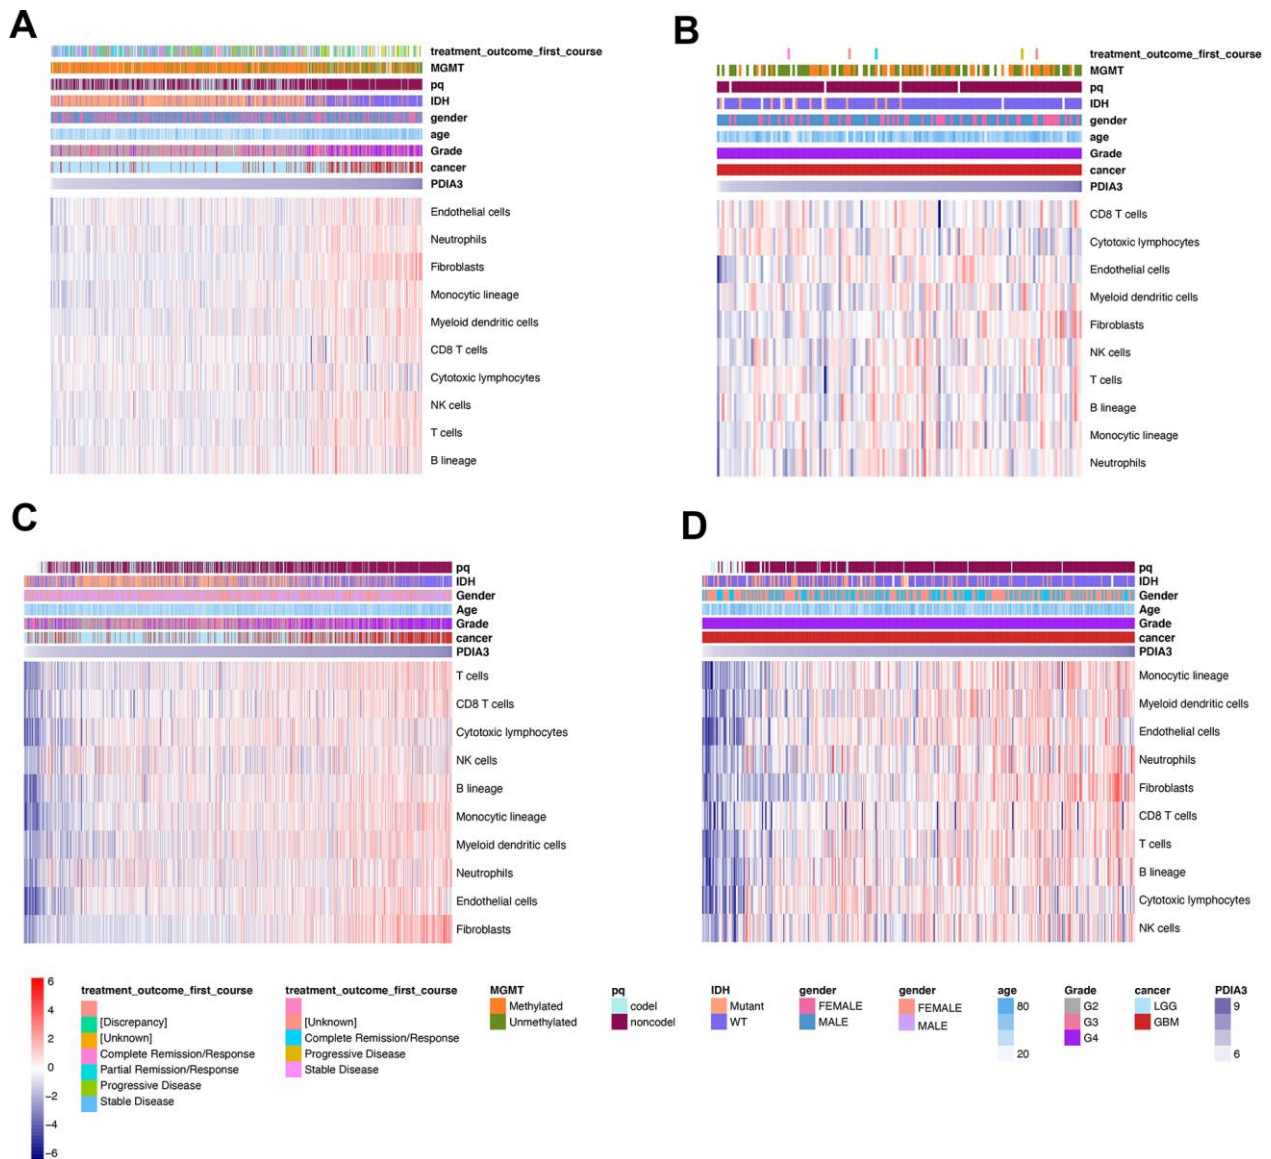 A
treatment_outcome_first_course
MGMT
pq
IDH
gender
age
Grade
cancer
PDIA3
Endothelial cells
Neutrophils
Fibroblasts
Monocytic lineage
Myeloid dendritic cells
CD8 T cells
Cytotoxic lymphocytes
NK cells
T cells
B lineage
B
treatment_outcome_first_course
MGMT
pq
IDH
gender
age
Grade
cancer
PDIA3
CD8 T cells
Cytotoxic lymphocytes
Endothelial cells
Myeloid dendritic cells
Fibroblasts
NK cells
T cells
B lineage
Monocytic lineage
Neutrophils
C
pq
IDH
Gender
Age
Grade
cancer
PDIA3
T cells
CD8 T cells
Cytotoxic lymphocytes
NK cells
B lineage
Monocytic lineage
Myeloid dendritic cells
Neutrophils
Endothelial cells
Fibroblasts
D
pq
IDH
Gender
Age
Grade
cancer
PDIA3
Monocytic lineage
Myeloid dendritic cells
Endothelial cells
Neutrophils
Fibroblasts
CD8 T cells
T cells
B lineage
Cytotoxic lymphocytes
NK cells
6
4
2
0
−2
−4
−6
treatment_outcome_first_course
[Discrepancy]
[Unknown]
Complete Remission/Response
Partial Remission/Response
Progressive Disease
Stable Disease
treatment_outcome_first_course
[Unknown]
Complete Remission/Response
Progressive Disease
Stable Disease
MGMT
Methylated
Unmethylated
pq
codel
noncodel
IDH
Mutant
WT
gender
FEMALE
MALE
gender
FEMALE
MALE
age
80
20
Grade
G2
G3
G4
cancer
LGG
GBM
PDIA3
9
6